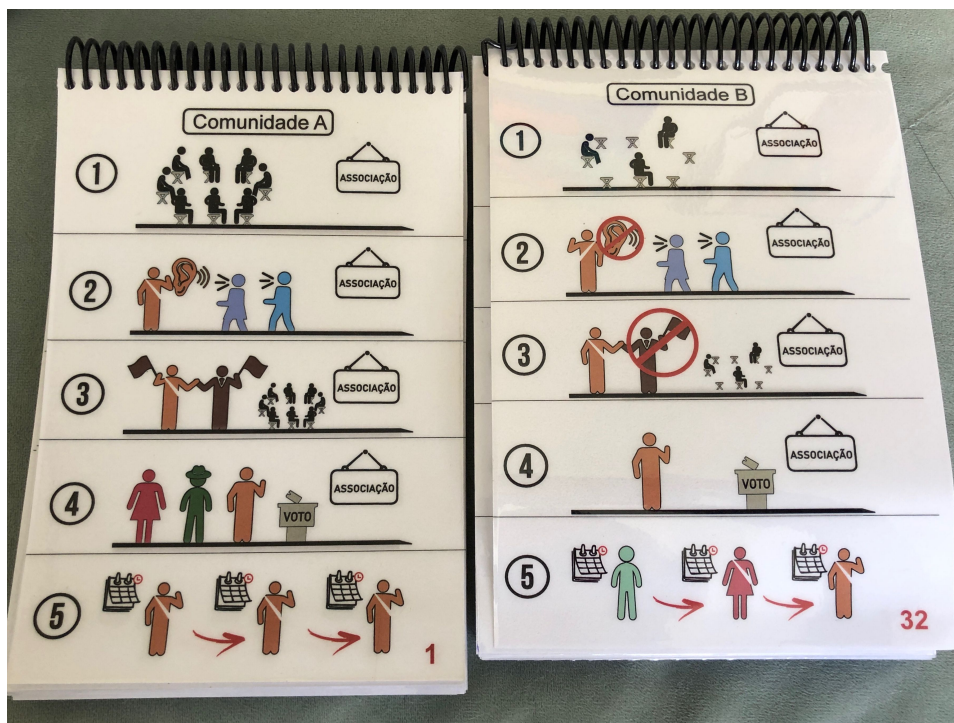 Comunidade A
1
ASSOCIAÇÃO
2
ASSOCIAÇÃO
3
ASSOCIAÇÃO
4
VOTO
ASSOCIAÇÃO
5
1
Comunidade B
1
ASSOCIAÇÃO
2
ASSOCIAÇÃO
3
ASSOCIAÇÃO
4
VOTO
ASSOCIAÇÃO
5
32